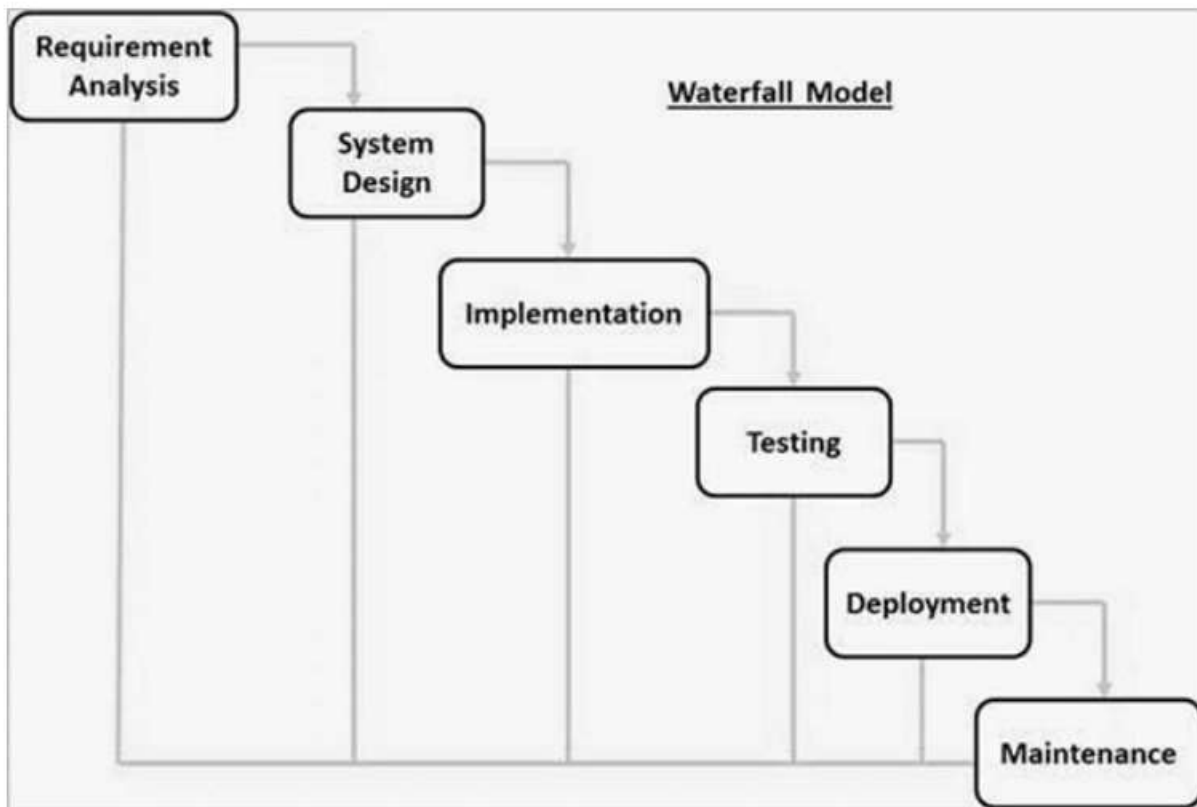 Requirement
Analysis
Waterfall Model
System
Design
Implementation
Testing
Deployment
Maintenance